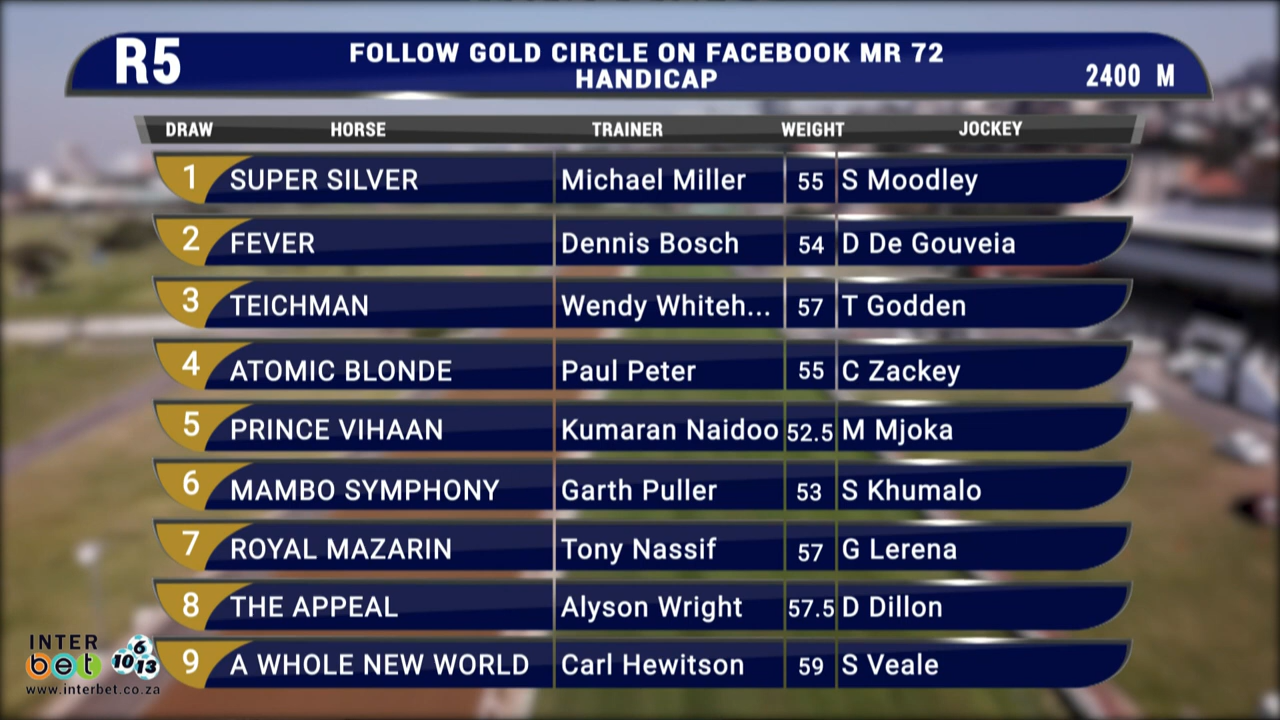 R5
FOLLOW GOLD CIRCLE ON FACEBOOK MR 72
HANDICAP
2400 M
DRAW HORSE TRAINER WEIGHT JOCKEY
1 SUPER SILVER Michael Miller 55 S Moodley
2 FEVER Dennis Bosch 54 D De Gouveia
3 TEICHMAN Wendy Whiteh... 57 T Godden
4 ATOMIC BLONDE Paul Peter 55 C Zackey
5 PRINCE VIHAAN Kumaran Naidoo 52.5 M Mjoka
6 MAMBO SYMPHONY Garth Puller 53 S Khumalo
7 ROYAL MAZARIN Tony Nassif 57 G Lerena
8 THE APPEAL Alyson Wright 57.5 D Dillon
9 A WHOLE NEW WORLD Carl Hewitson 59 S Veale
INTER
bet 6 10 13
www.interbet.co.za